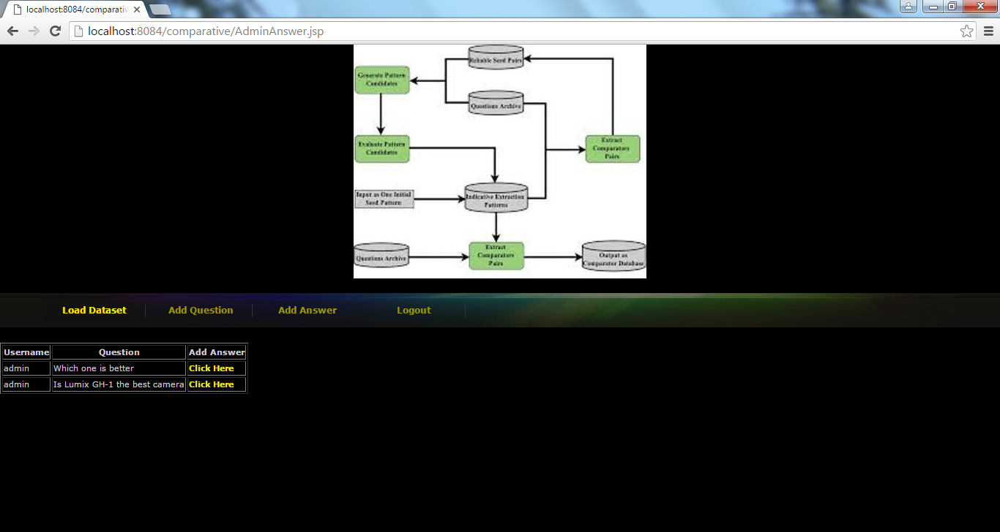 localhost:8084/comparativ
localhost:8084/comparative/AdminAnswer.jsp
Reliable Seed Pairs
Generate Pattern
Candidates
Questions Archive
Evaluate Pattern
Candidates
Extract
Comparators
Pairs
Input as One Initial
Seed Pattern
Indicative Extraction
Patterns
Questions Archive
Extract
Comparators
Pairs
Output as
Comparator Database
Load Dataset Add Question Add Answer Logout
Username Question Add Answer
admin Which one is better Click Here
admin Is Lumix GH-1 the best camera Click Here